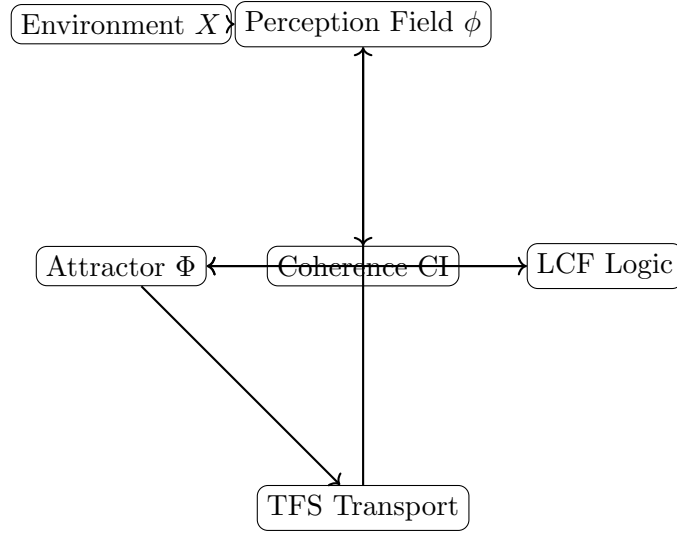 Environment X
Perception Field ϕ
Attractor Φ
Coherence CI
LCF Logic
TFS Transport